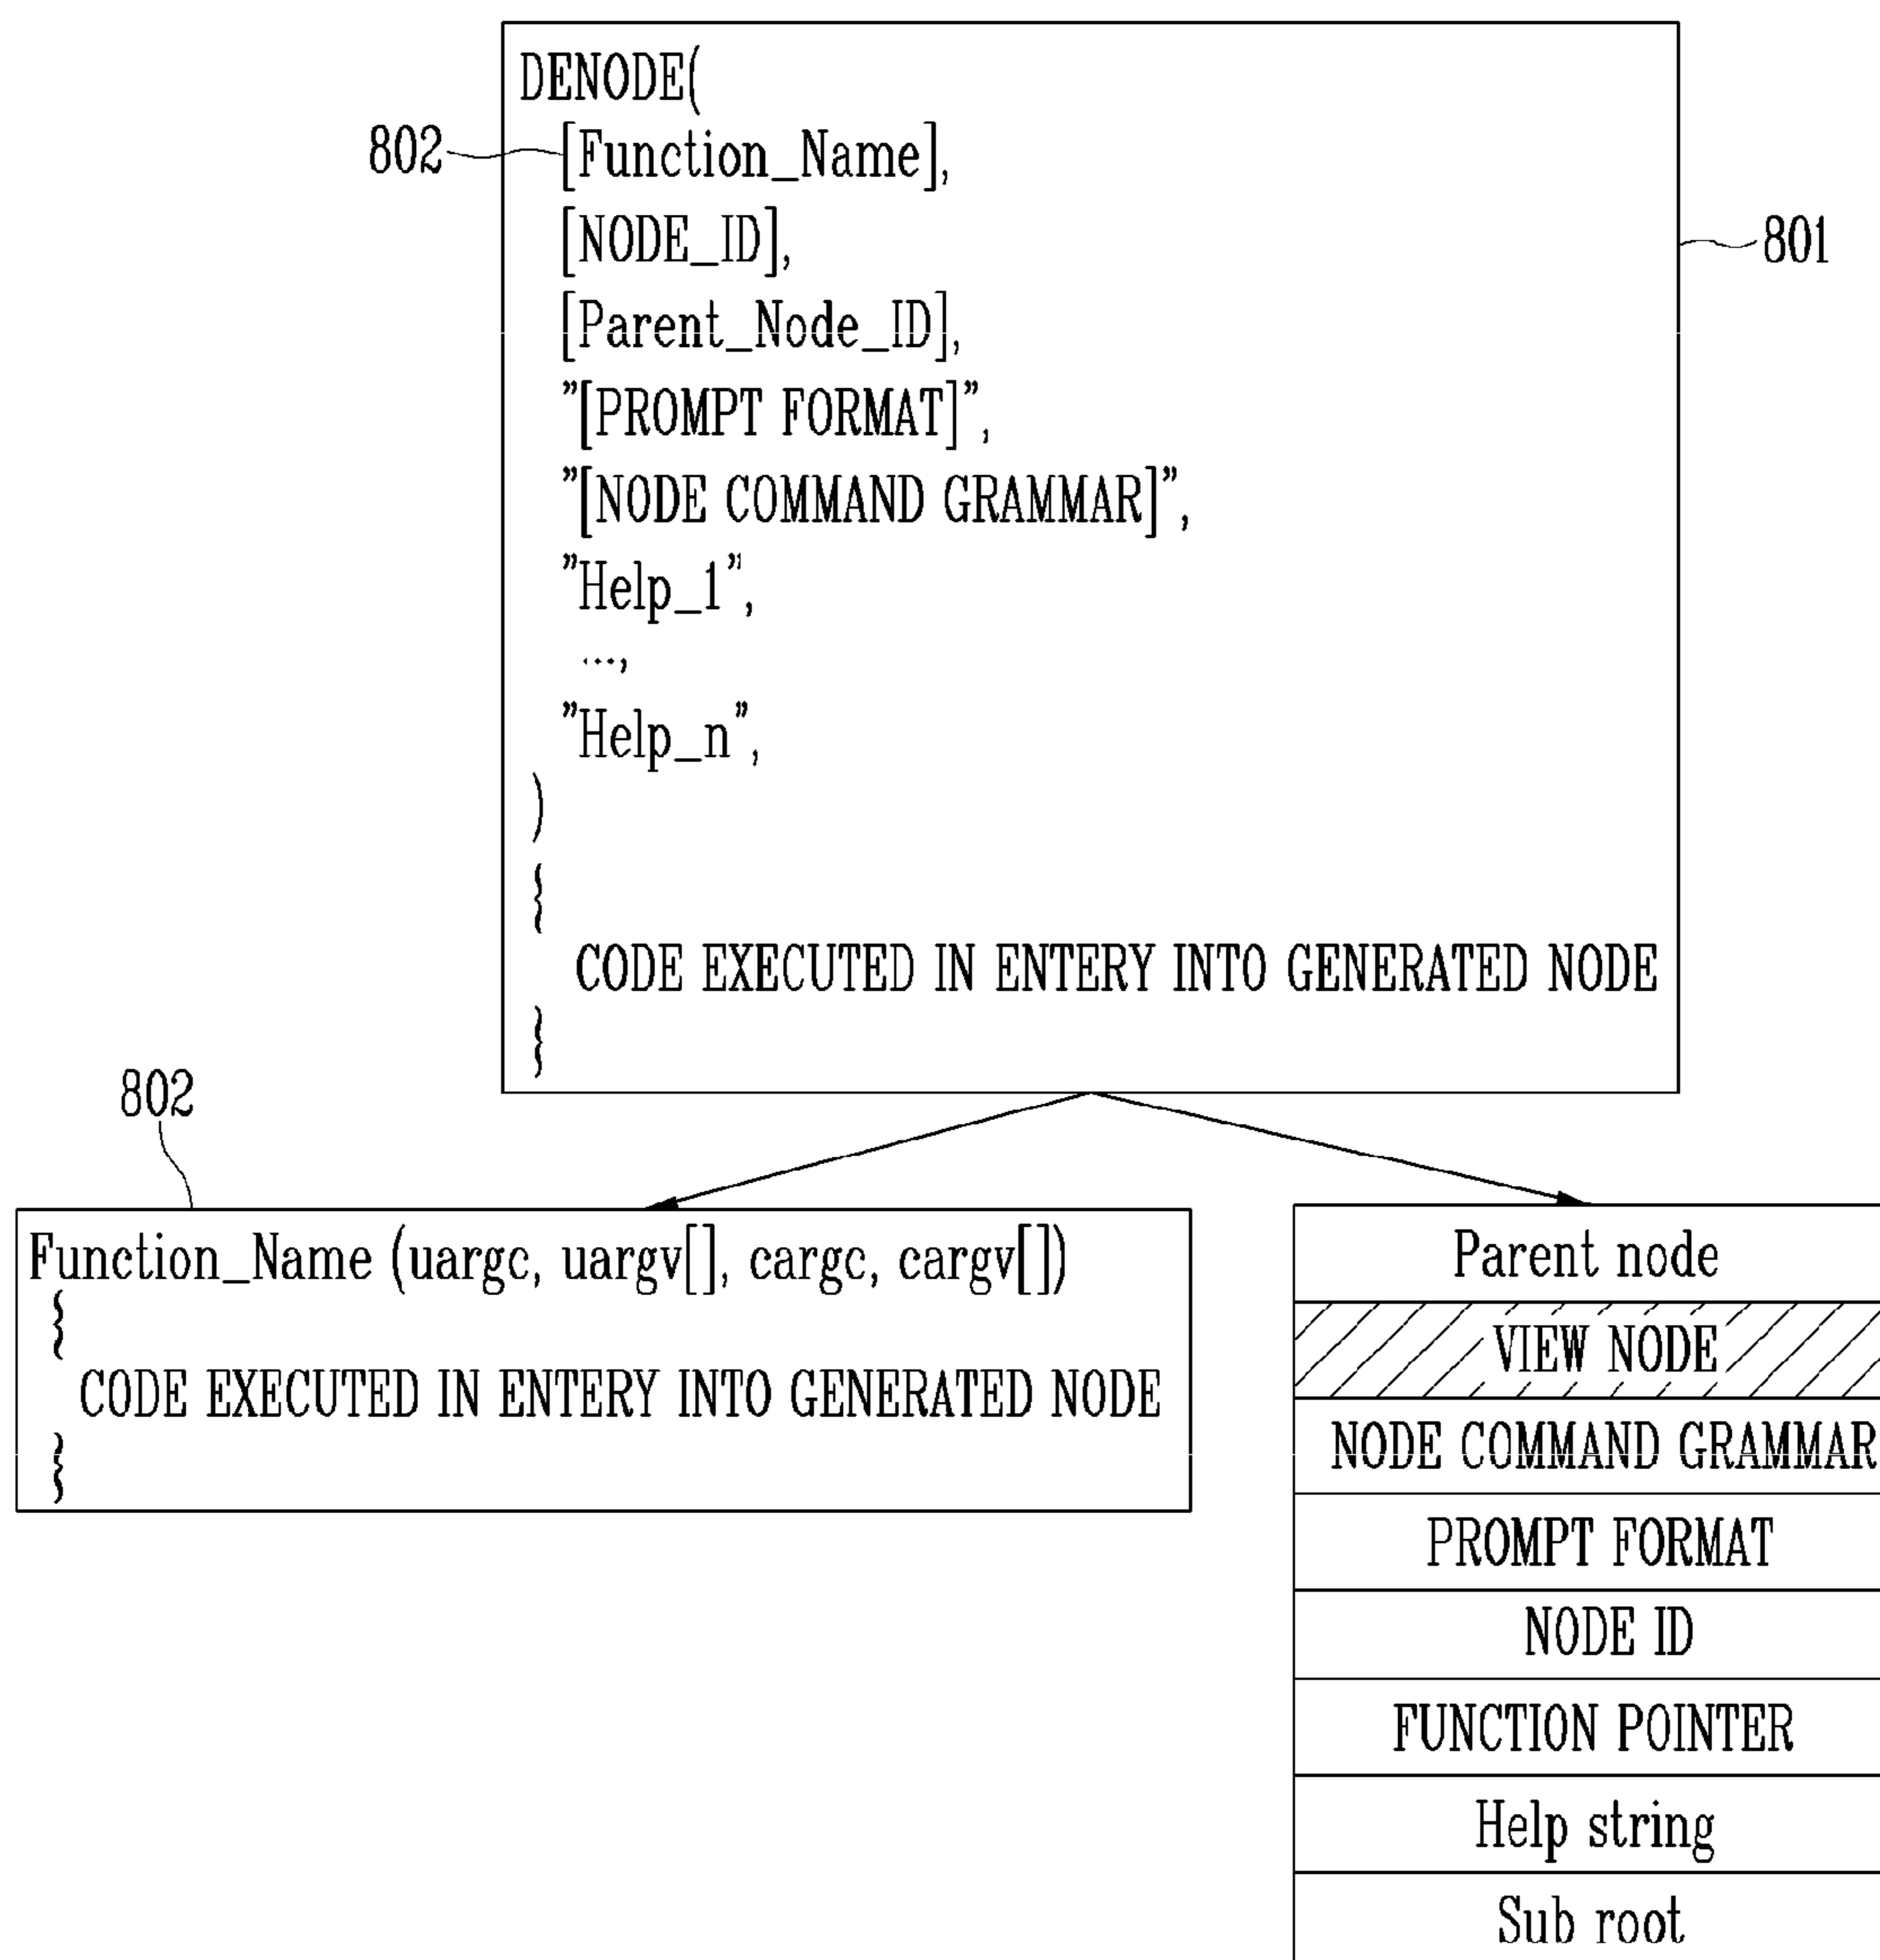 DENODE(
802
[Function_Name],
[NODE_ID],
801
[Parent_Node_ID],
"[PROMPT FORMAT]",
"[NODE COMMAND GRAMMAR]",
"Help_1",
...,
"Help_n",
)
{
CODE EXECUTED IN ENTERY INTO GENERATED NODE
}
802
Function_Name (uargc, uargv[], cargc, cargv[])
{
CODE EXECUTED IN ENTERY INTO GENERATED NODE
}
Parent node
VIEW NODE
NODE COMMAND GRAMMAR
PROMPT FORMAT
NODE ID
FUNCTION POINTER
Help string
Sub root